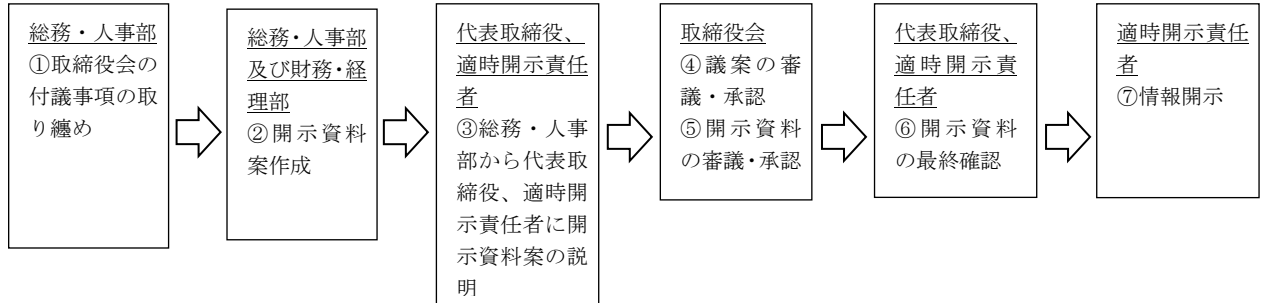 総務・人事部
①取締役会の
付議事項の取
り纏め
総務・人事部
及び財務・経
理部
②開示資料
案作成
代表取締役、
適時開示責任
者
③総務・人事
部から代表取
締役、適時開
示責任者に開
示資料案の説
明
取締役会
④議案の審
議・承認
⑤開示資料
の審議・承認
代表取締役、
適時開示責
任者
⑥開示資料
の最終確認
適時開示責任
者
⑦情報開示